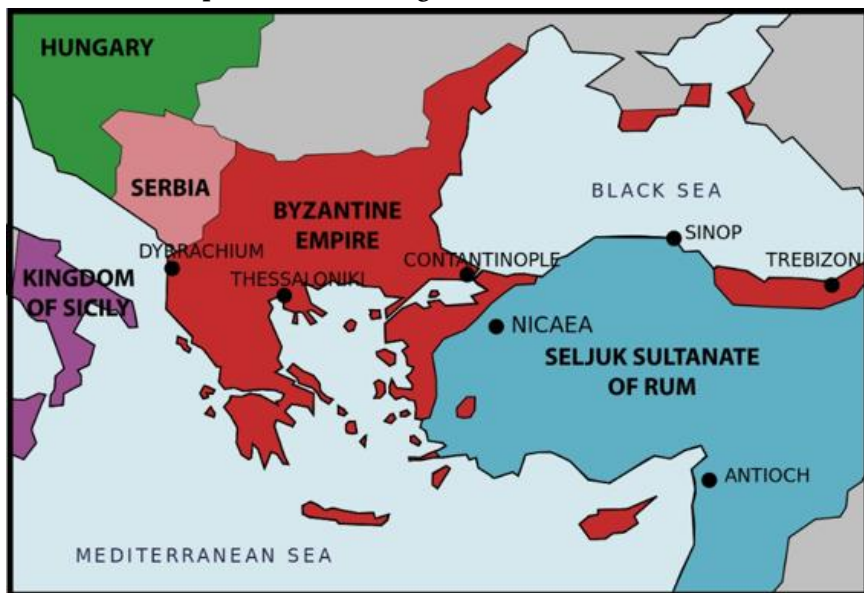 HUNGARY
SERBIA
BYZANTINE
EMPIRE
BLACK SEA
SINOP
DYRRACHIUM
CONTANTINOPLE
TREBIZON
KINGDOM
OF SICILY
THESSALONIKI
NICAEA
SELJUK SULTANATE
OF RUM
ANTIOCH
MEDITERRANEAN SEA